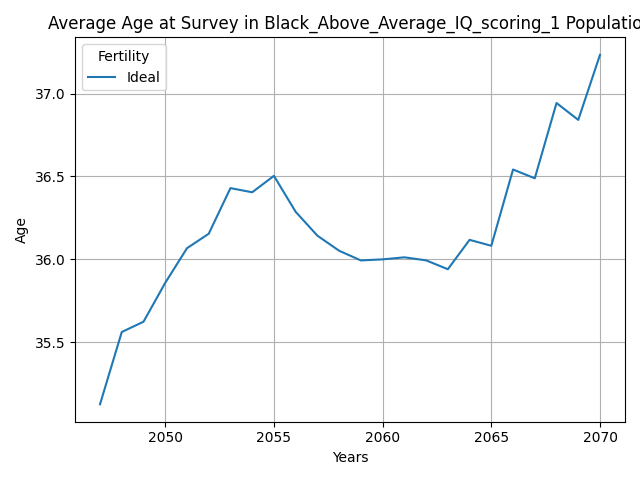 Average Age at Survey in Black_Above_Average_IQ_scoring_1 Populatio
Fertility
Ideal
37.0
36.5
36.0
35.5
Age
2050 2055 2060 2065 2070
Years